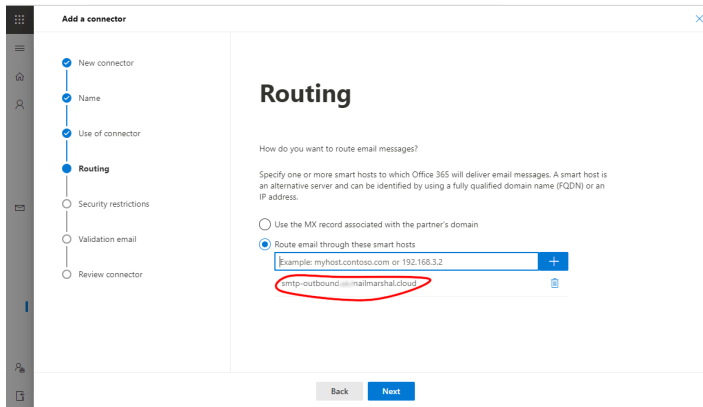 Add a connector
New connector
Name
Use of connector
Routing
Security restrictions
Validation email
Review connector
Routing
How do you want to route email messages?
Specify one or more smart hosts to which Office 365 will deliver email messages. A smart host is
an alternative server and can be identified by using a fully qualified domain name (FQDN) or an
IP address.
Use the MX record associated with the partner's domain
Route email through these smart hosts
Example: myhost.contoso.com or 192.168.3.2
smtp-outbound mailmarshal.cloud
Back Next